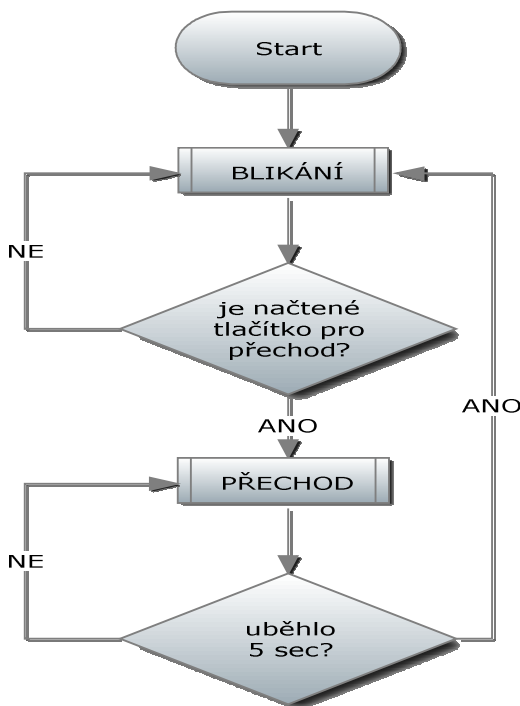 Start
BLIKÁNÍ
NE
je načtené
tlačítko pro
přechod?
ANO
ANO
PŘECHOD
NE
uběhlo
5 sec?